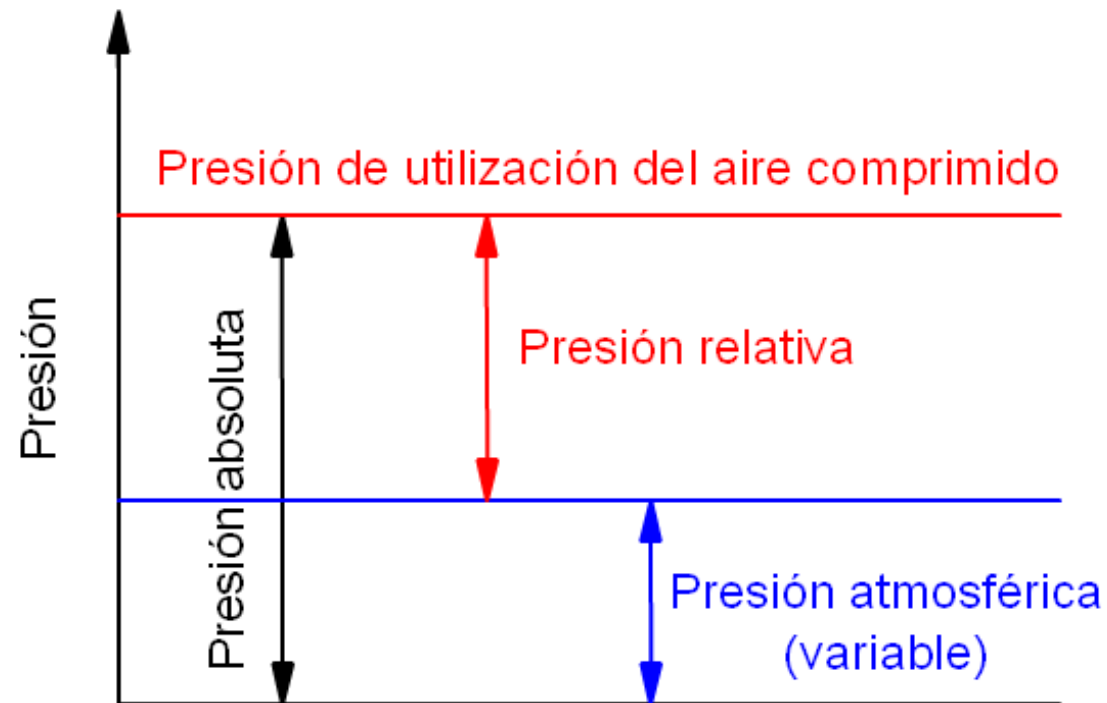 Presión de utilización del aire comprimido
Presión
Presión absoluta
Presión relativa
Presión atmosférica
(variable)